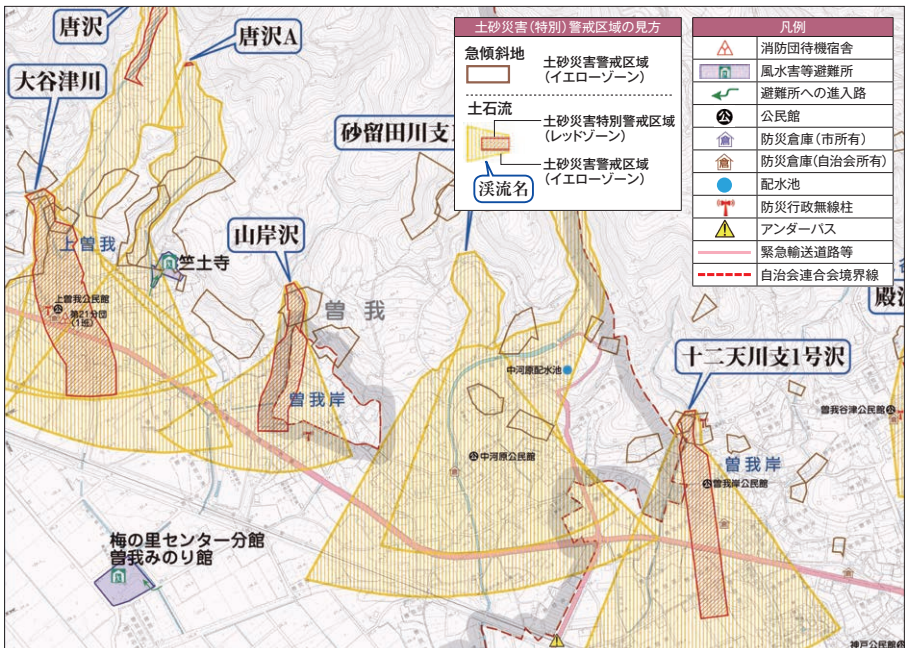 唐沢
唐沢A
大谷津川
砂留田川支
土砂災害(特別)警戒区域の見方
急傾斜地
土砂災害警戒区域
(イエローゾーン)
土石流
土砂災害特別警戒区域
(レッドゾーン)
土砂災害警戒区域
(イエローゾーン)
渓流名
凡例
消防団待機宿舎
風水害等避難所
避難所への進入路
公民館
防災倉庫(市所有)
防災倉庫(自治会所有)
配水池
防災行政無線柱
アンダーパス
緊急輸送道路等
自治会連合会境界線
山岸沢
上曽我
竺土寺
上曽我公民館
第21分団
(1班)
曽我
曽我岸
中河原配水池
中河原公民館
十二天川支1号沢
曽我谷津公民館
曽我岸
曽我岸公民館
梅の里センター分館
曽我みのり館
神戸公民館